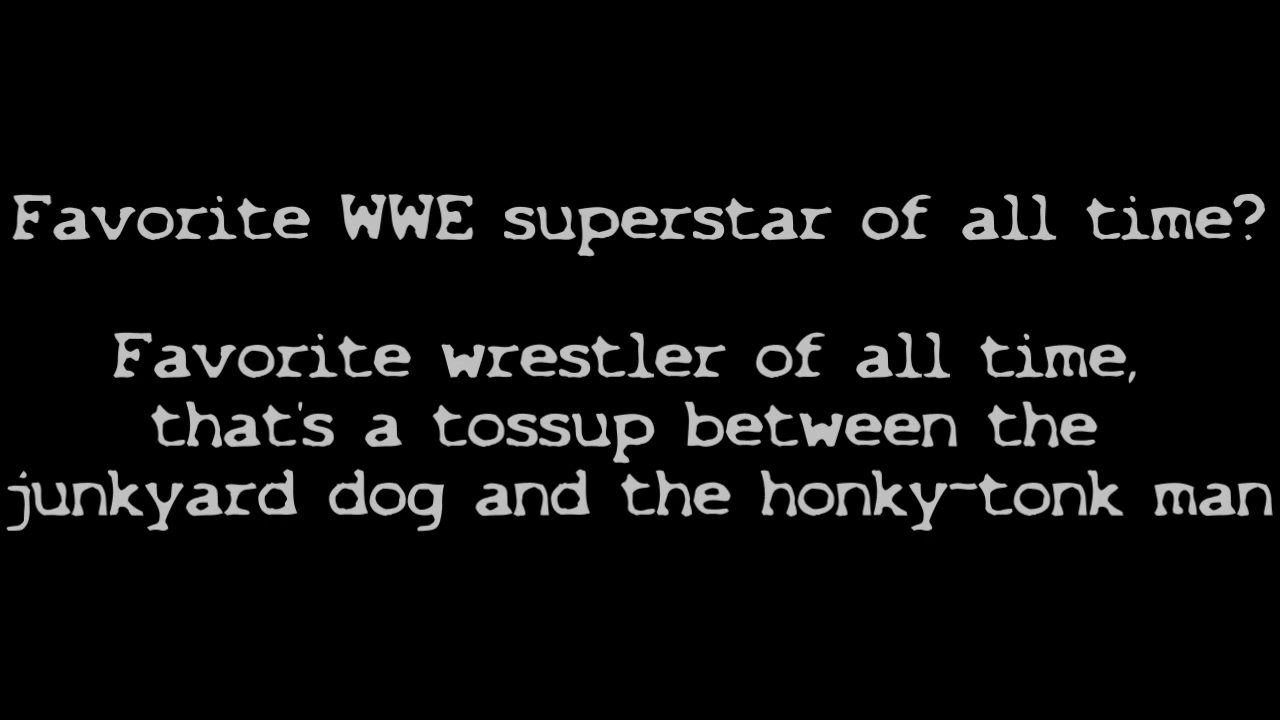 Favorite WWE superstar of all time?
Favorite wrestler of all time,
that's a tossup between the
junkyard dog and the honky-tonk man